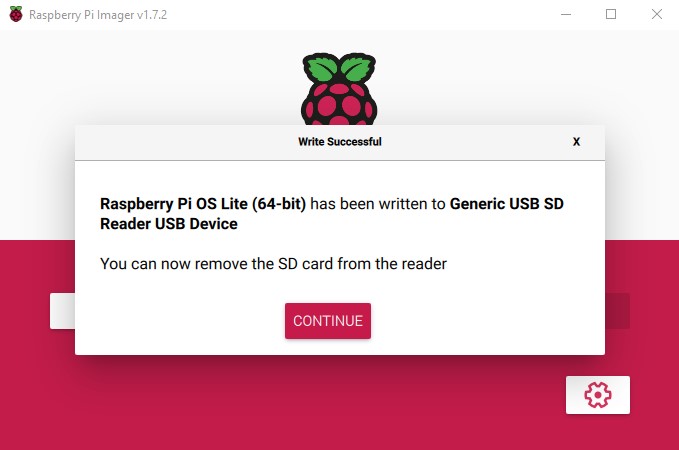 Raspberry Pi Imager v1.7.2
Write Successful
X
Raspberry Pi OS Lite (64-bit) has been written to Generic USB SD
Reader USB Device
You can now remove the SD card from the reader
CONTINUE